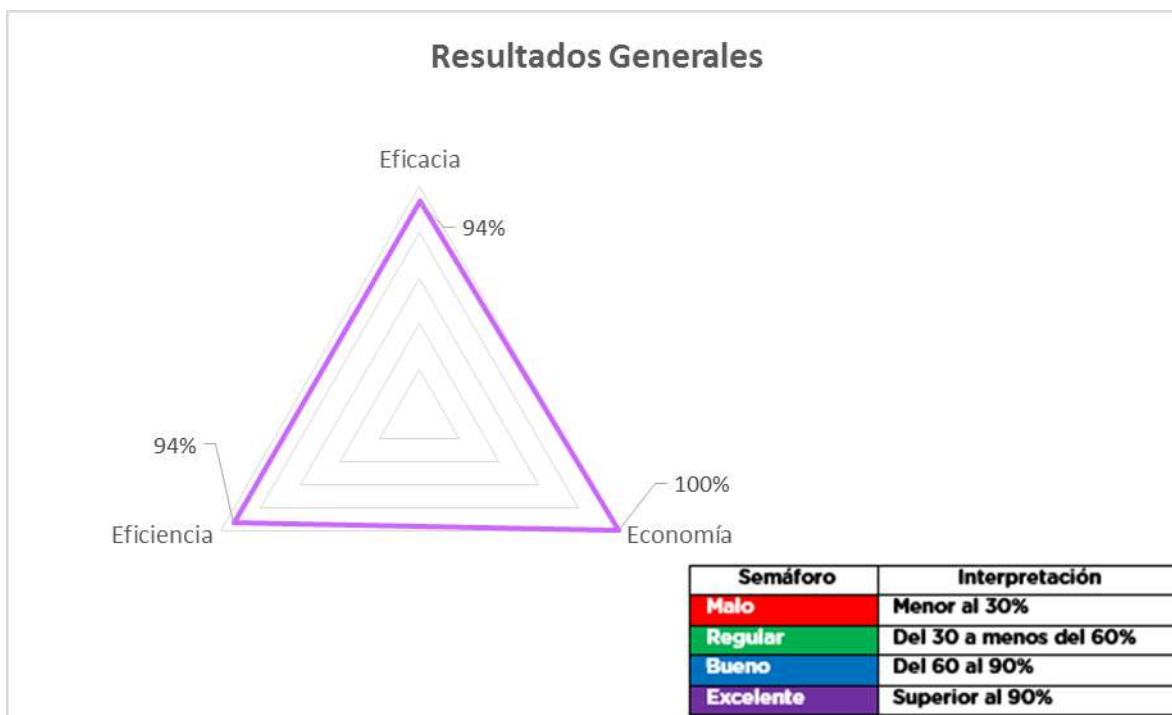 Resultados Generales
Eficacia
94%
94%
100%
Eficiencia
Economía
Semáforo Interpretación
Malo Menor al 30%
Regular Del 30 a menos del 60%
Bueno Del 60 al 90%
Excelente Superior al 90%